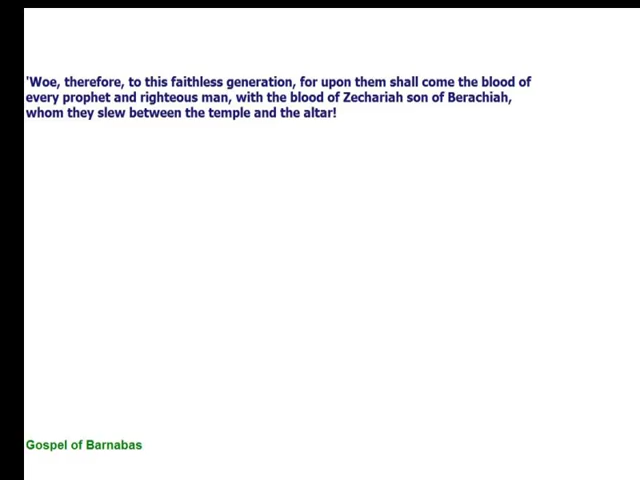 'Woe, therefore, to this faithless generation, for upon them shall come the blood of
every prophet and righteous man, with the blood of Zechariah son of Berachiah,
whom they slew between the temple and the altar!
Gospel of Barnabas